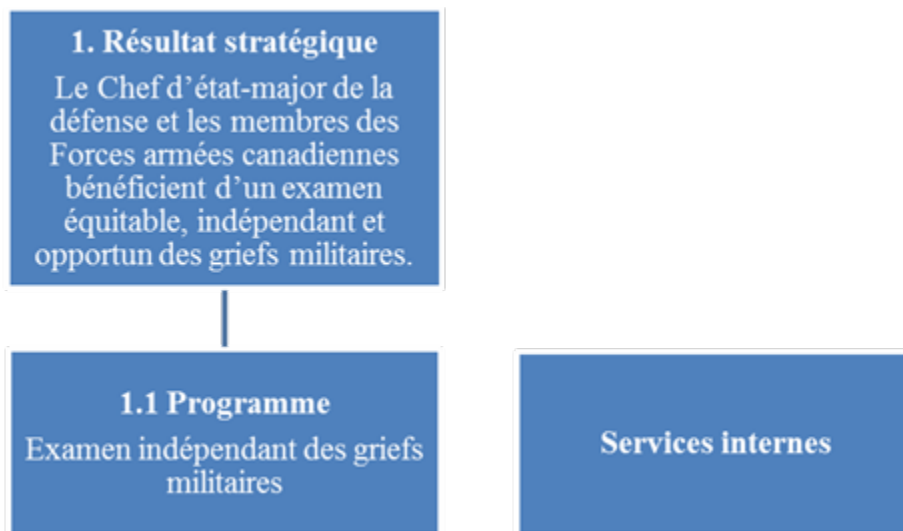 1. Résultat stratégique
Le Chef d’état-major de la
défense et les membres des
Forces armées canadiennes
bénéficient d’un examen
équitable, indépendant et
opportun des griefs militaires.
1.1 Programme
Examen indépendant des griefs
militaires
Services internes